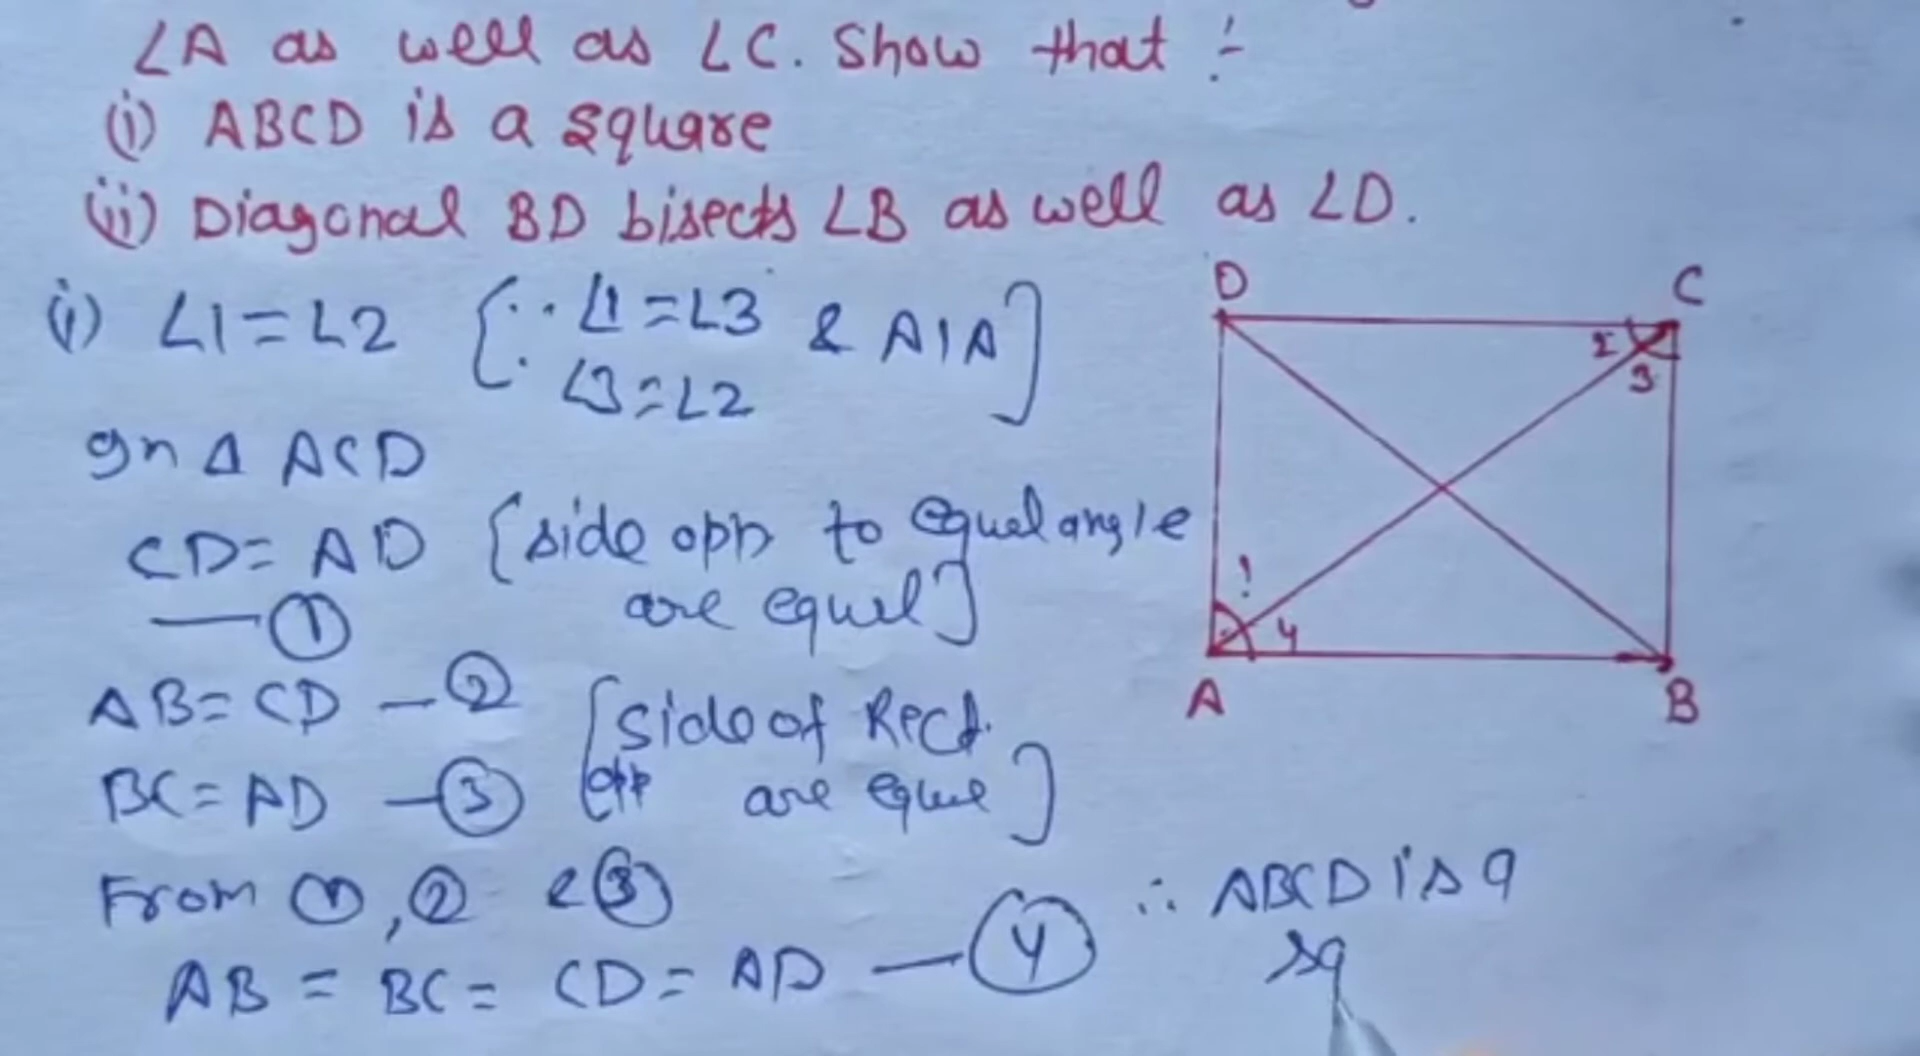 ∠A as well as ∠C. Show that :-
(i) ABCD is a square
(ii) Diagonal BD bisects ∠B as well as ∠D.
(i) ∠1=∠2 [∵ ∠1=∠3 & AIA]
∠3=∠2
In Δ ACD
CD=AD [side opp to equal angle
—① are equal]
AB=CD —② [side of Rect.
BC=AD —③ opp are equal]
From ①,② & ③
AB = BC = CD = AD —④
∴ ABCD is a
sq
D
C
2
3
1
4
A
B